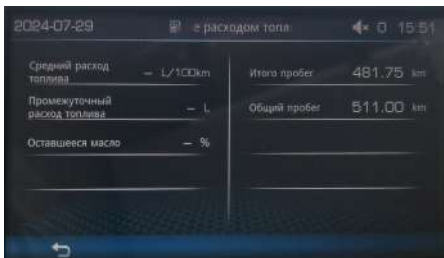 2024-07-29 е расходом топл 0 15:51
Средний расход
топлива – L/100km
Промежуточный
расход топлива – L
Оставшееся масло – %
Итого пробег 481.75 km
Общий пробег 511.00 km